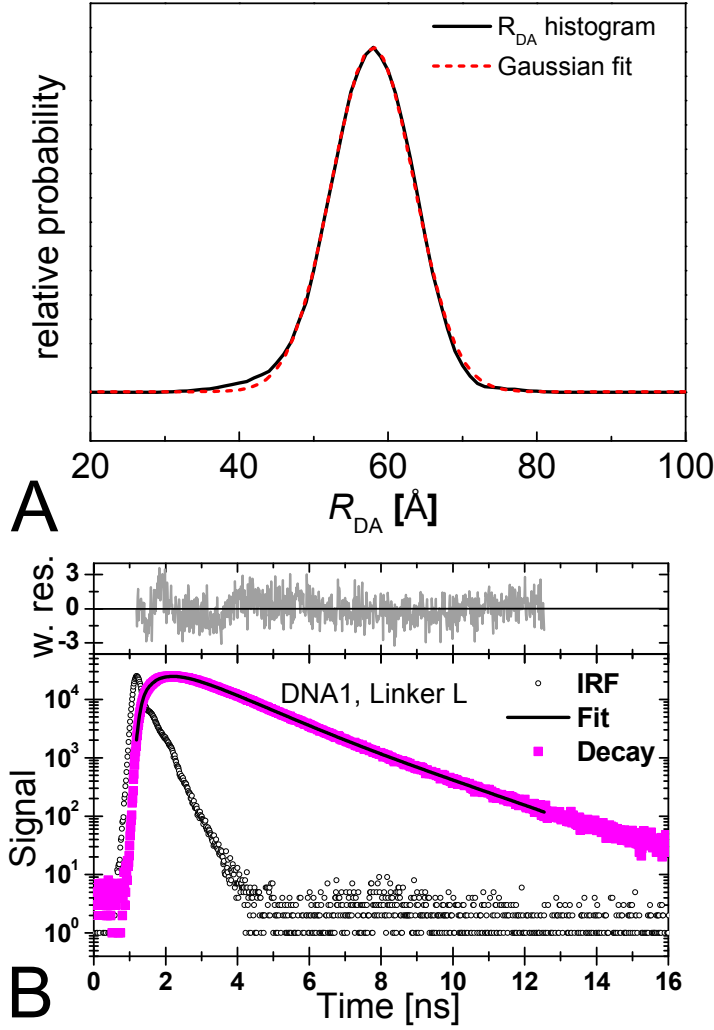 R_DA histogram
Gaussian fit
relative probability
20 40 60 80 100
R_DA [Å]
A
w. res.
3
0
-3
DNA1, Linker L
IRF
Fit
Decay
Signal
10^4
10^3
10^2
10^1
10^0
0 2 4 6 8 10 12 14 16
Time [ns]
B